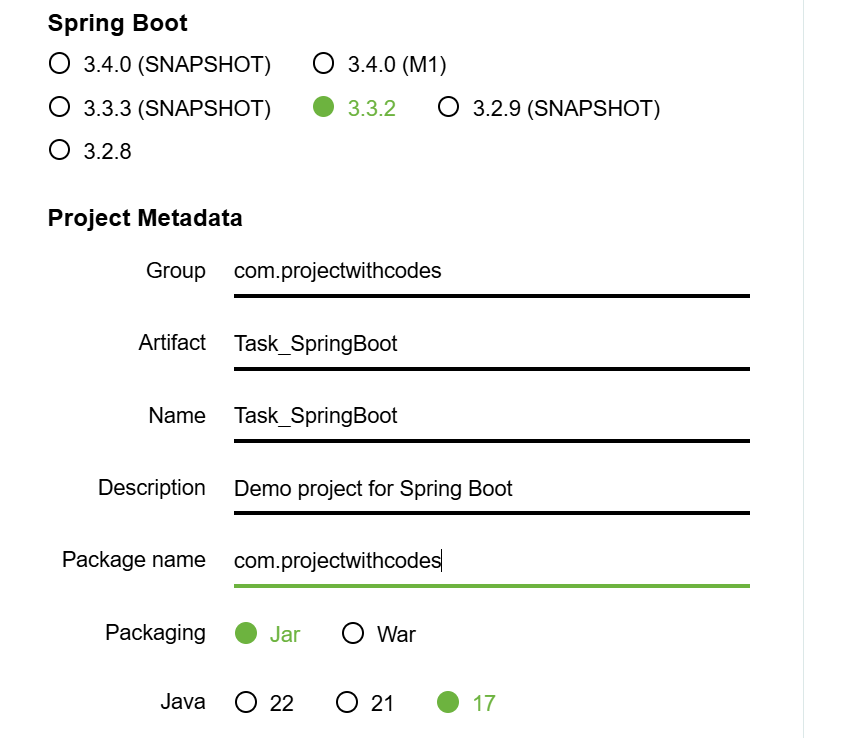 Spring Boot
3.4.0 (SNAPSHOT) 3.4.0 (M1)
3.3.3 (SNAPSHOT) 3.3.2 3.2.9 (SNAPSHOT)
3.2.8
Project Metadata
Group com.projectwithcodes
Artifact Task_SpringBoot
Name Task_SpringBoot
Description Demo project for Spring Boot
Package name com.projectwithcodes
Packaging Jar War
Java 22 21 17